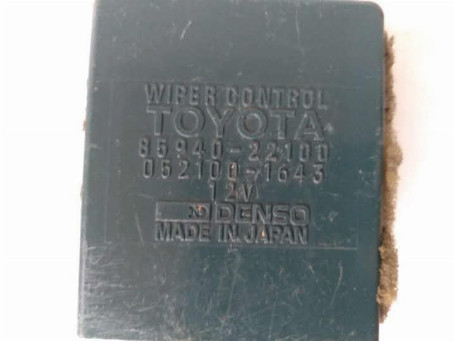 WIPER CONTROL
TOYOTA
85940-22100
052100-1643
12V
DENSO
MADE IN JAPAN